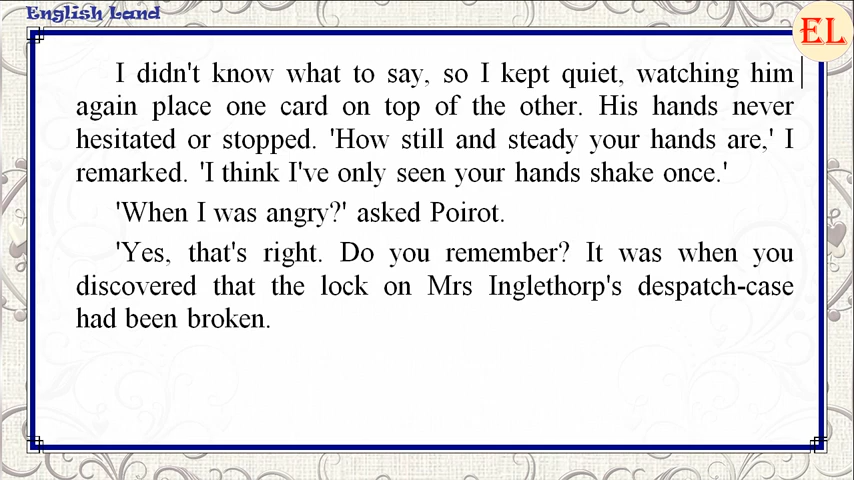 English Land
EL
I didn't know what to say, so I kept quiet, watching him
again place one card on top of the other. His hands never
hesitated or stopped. 'How still and steady your hands are,' I
remarked. 'I think I've only seen your hands shake once.'
'When I was angry?' asked Poirot.
'Yes, that's right. Do you remember? It was when you
discovered that the lock on Mrs Inglethorp's despatch-case
had been broken.